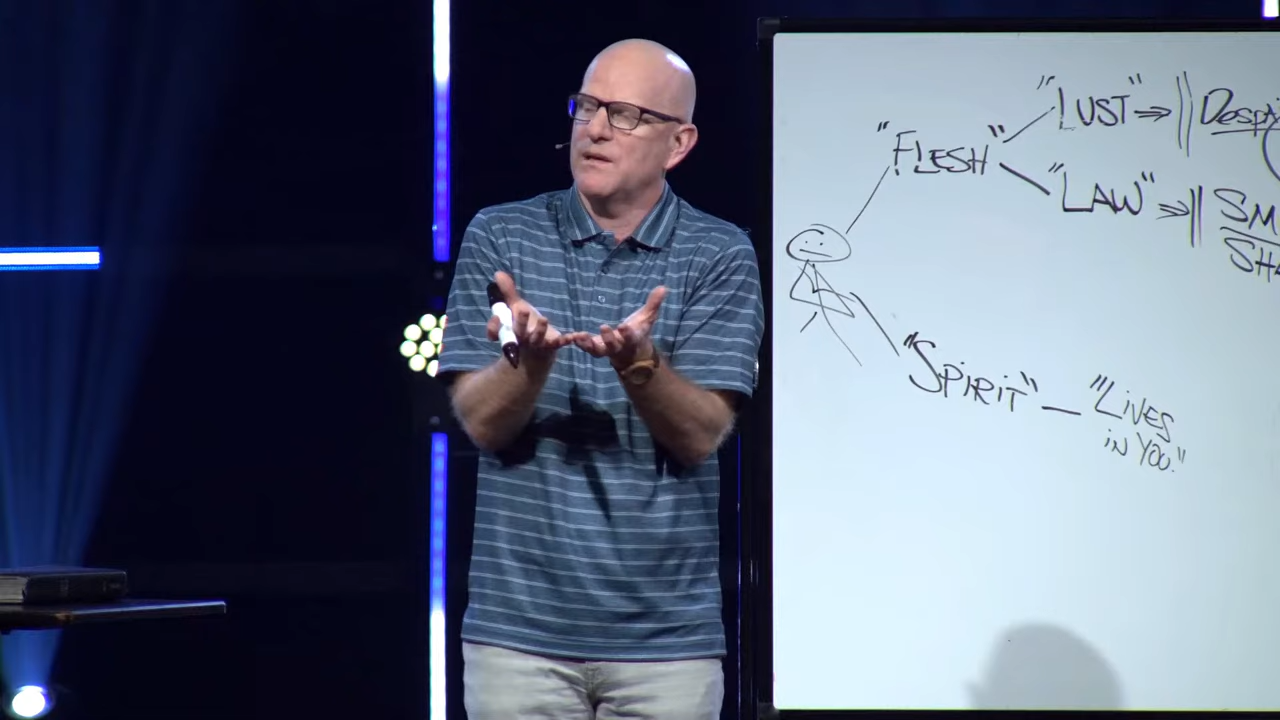 "LUST" ⇒ ||
"FLESH"
"LAW" ⇒ ||
"SPIRIT" — "LIVES
IN YOU."